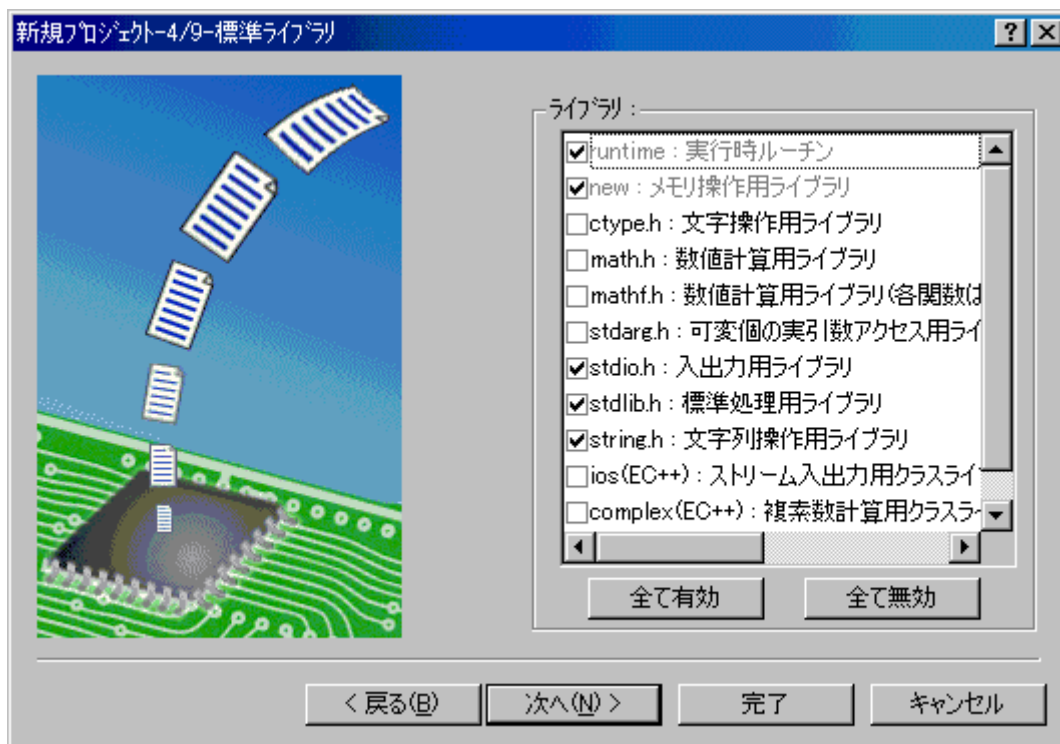 新規プロジェクト-4/9-標準ライブラリ
ライブラリ：
runtime：実行時ルーチン
new：メモリ操作用ライブラリ
ctype.h：文字操作用ライブラリ
math.h：数値計算用ライブラリ
mathf.h：数値計算用ライブラリ(各関数は
stdarg.h：可変個の実引数アクセス用ライ
stdio.h：入出力用ライブラリ
stdlib.h：標準処理用ライブラリ
string.h：文字列操作用ライブラリ
ios(EC++)：ストリーム入出力用クラスライ
complex(EC++)：複素数計算用クラスラ
全て有効 全て無効
< 戻る(B) 次へ(N) > 完了 キャンセル